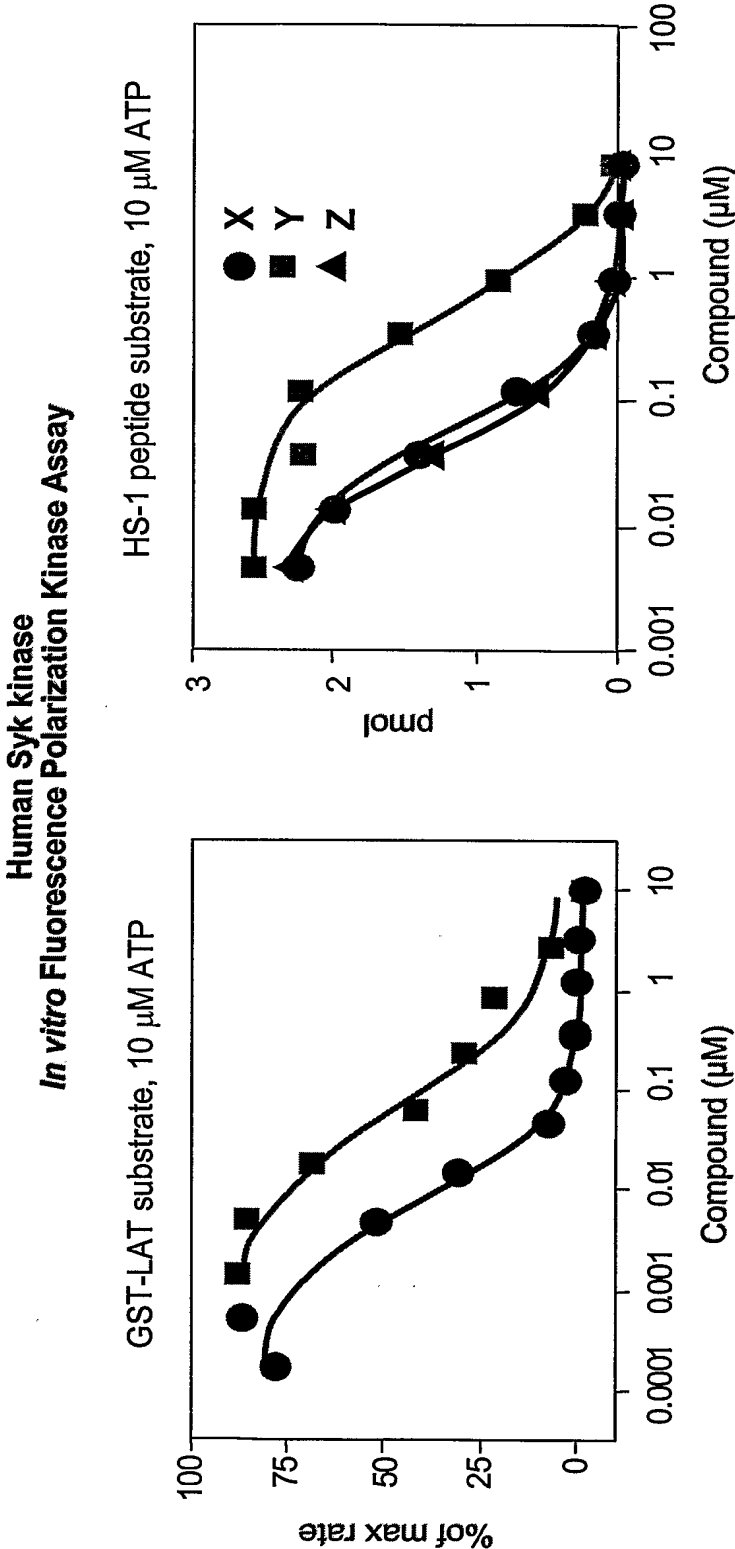 Human Syk kinase
In vitro Fluorescence Polarization Kinase Assay
GST-LAT substrate, 10 µM ATP
100
75
50
25
0
%of max rate
0.0001
0.001
0.01
0.1
1
10
Compound (µM)
HS-1 peptide substrate, 10 µM ATP
X
Y
Z
3
2
1
0
pmol
0.001
0.01
0.1
1
10
100
Compound (µM)